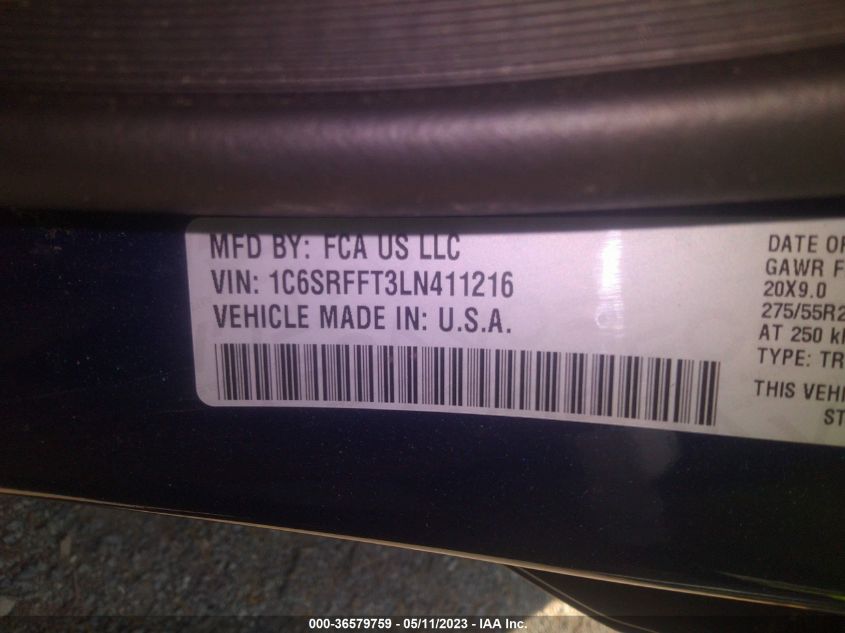 MFD BY: FCA US LLC
VIN: 1C6SRFFT3LN411216
VEHICLE MADE IN: U.S.A.
DATE OF
GAWR F
20X9.0
275/55R2
AT 250 k
TYPE: TR
THIS VEHI
ST
000-36579759 - 05/11/2023 - IAA Inc.